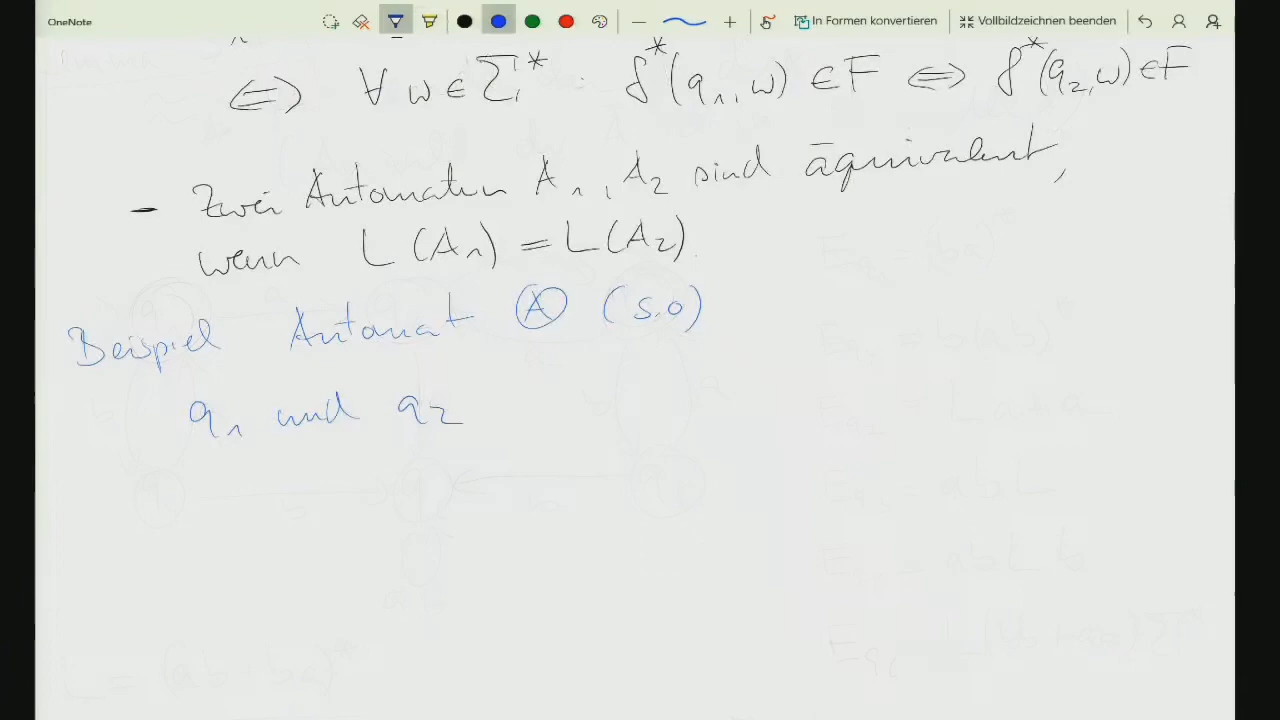 OneNote
In Formen konvertieren
Vollbildzeichnen beenden
⟺ ∀ w ∈ Σ* : δ*(q₁, w) ∈ F ⟺ δ*(q₂, w) ∈ F
- Zwei Automaten A₁, A₂ sind äquivalent,
wenn L(A₁) = L(A₂)
Beispiel Automat Ⓐ (s.o)
q₁ und q₂